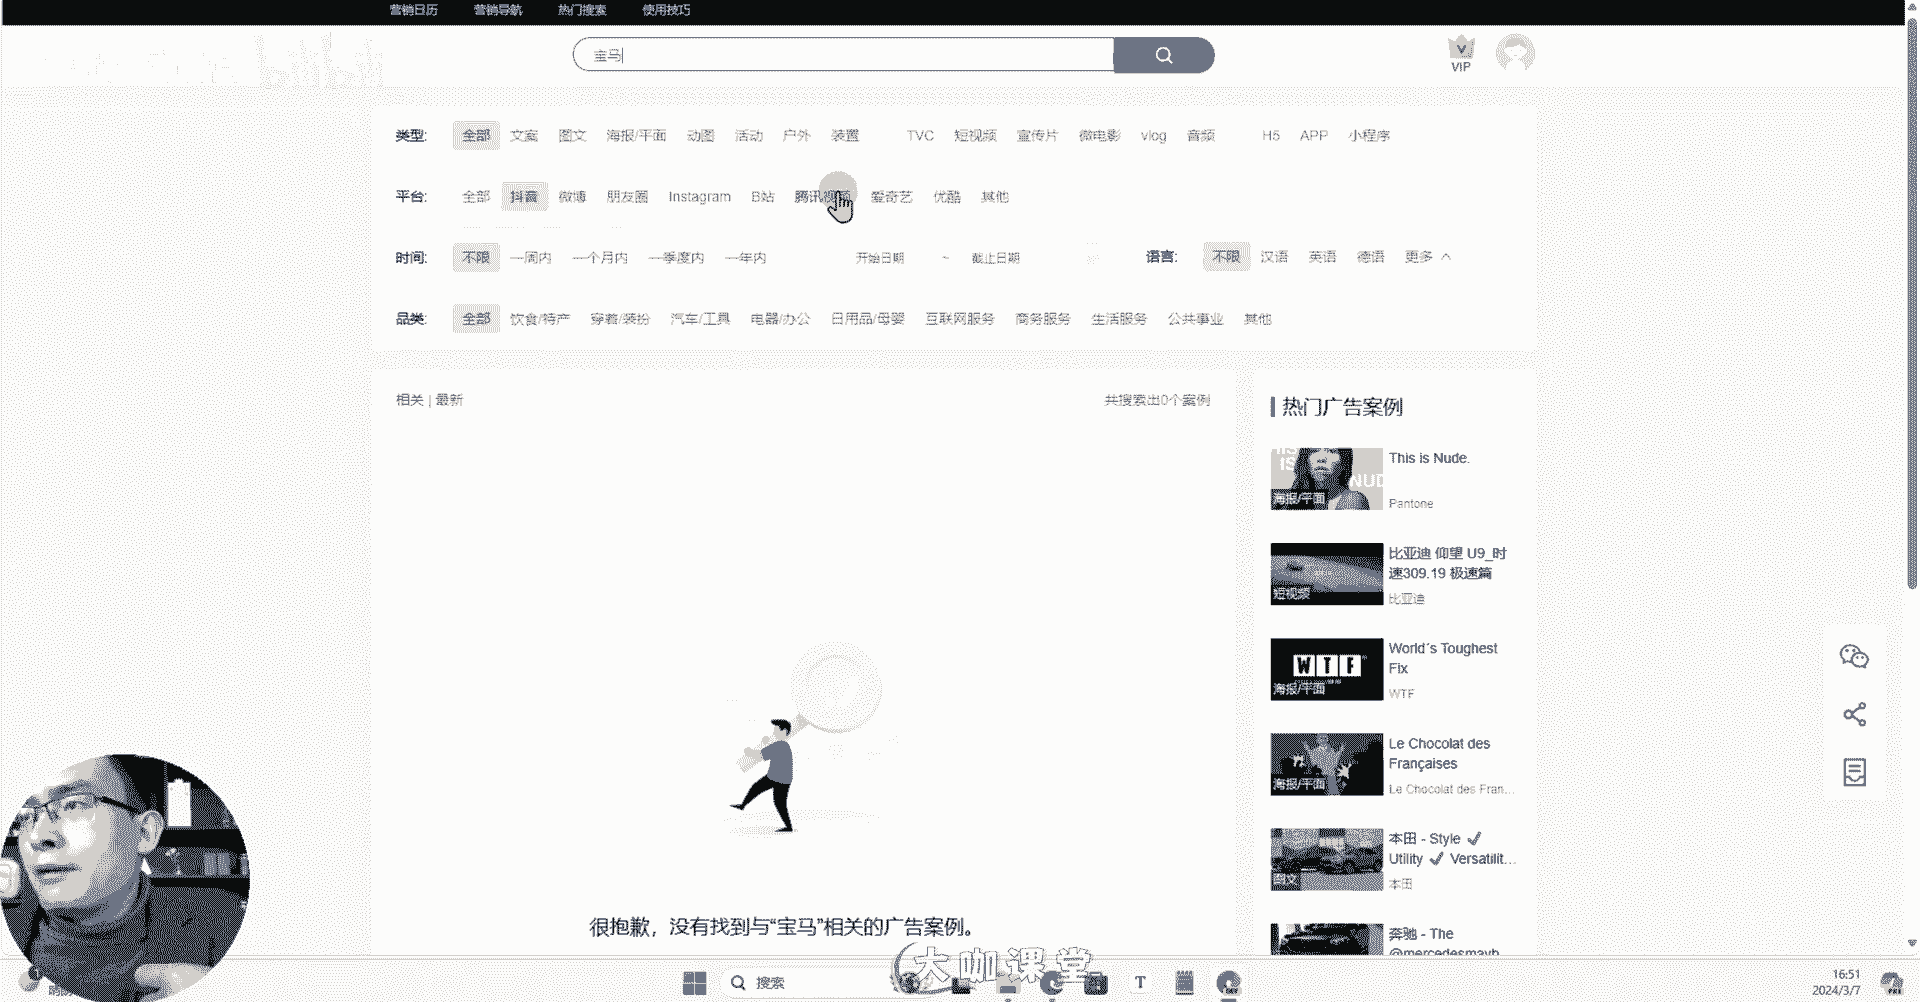 营销日历 营销导航 热门搜索 使用技巧
宝马
VIP
类型: 全部 文案 图文 海报/平面 动图 活动 户外 装置 TVC 短视频 宣传片 微电影 vlog 音频 H5 APP 小程序
平台: 全部 抖音 微博 朋友圈 Instagram B站 腾讯视频 爱奇艺 优酷 其他
时间: 不限 一周内 一个月内 一季度内 一年内 开始日期 ~ 截止日期 语言: 不限 汉语 英语 德语 更多
品类: 全部 饮食/特产 穿着/装扮 汽车/工具 电器/办公 日用品/母婴 互联网服务 商务服务 生活服务 公共事业 其他
相关 | 最新 共搜索出0个案例
很抱歉，没有找到与“宝马”相关的广告案例。
热门广告案例
This is Nude.
海报/平面
Pantone
比亚迪 仰望 U9_时
速309.19 极速篇
短视频
比亚迪
World´s Toughest
Fix
WTF
海报/平面
WTF
Le Chocolat des
Françaises
海报/平面
Le Chocolat des Fran...
本田 - Style ✓
Utility ✓ Versatilit...
图文
本田
奔驰 - The
@mercedesmayb
大咖课堂
搜索
T
16:51
2024/3/7